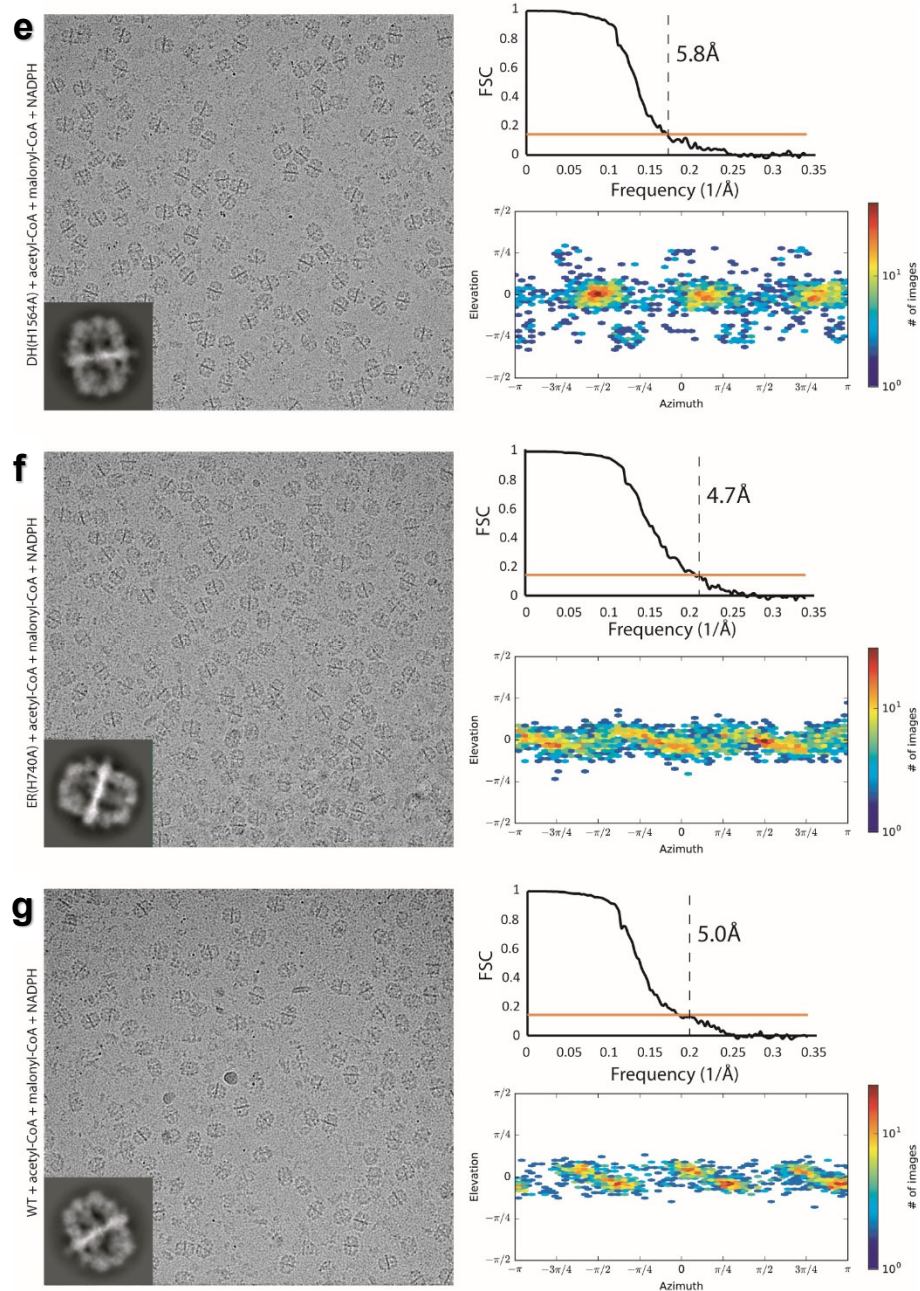 e
DH(H1564A) + acetyl-CoA + malonyl-CoA + NADPH
FSC
1
0.8
0.6
0.4
0.2
0
5.8Å
0 0.05 0.1 0.15 0.2 0.25 0.3 0.35
Frequency (1/Å)
Elevation
π/2
π/4
0
−π/4
−π/2
−π −3π/4 −π/2 −π/4 0 π/4 π/2 3π/4 π
Azimuth
10¹
10⁰
# of images
f
ER(H740A) + acetyl-CoA + malonyl-CoA + NADPH
FSC
1
0.8
0.6
0.4
0.2
0
4.7Å
0 0.05 0.1 0.15 0.2 0.25 0.3 0.35
Frequency (1/Å)
Elevation
π/2
π/4
0
−π/4
−π/2
−π −3π/4 −π/2 −π/4 0 π/4 π/2 3π/4 π
Azimuth
10¹
10⁰
# of images
g
WT + acetyl-CoA + malonyl-CoA + NADPH
FSC
1
0.8
0.6
0.4
0.2
0
5.0Å
0 0.05 0.1 0.15 0.2 0.25 0.3 0.35
Frequency (1/Å)
Elevation
π/2
π/4
0
−π/4
−π/2
−π −3π/4 −π/2 −π/4 0 π/4 π/2 3π/4 π
Azimuth
10¹
10⁰
# of images